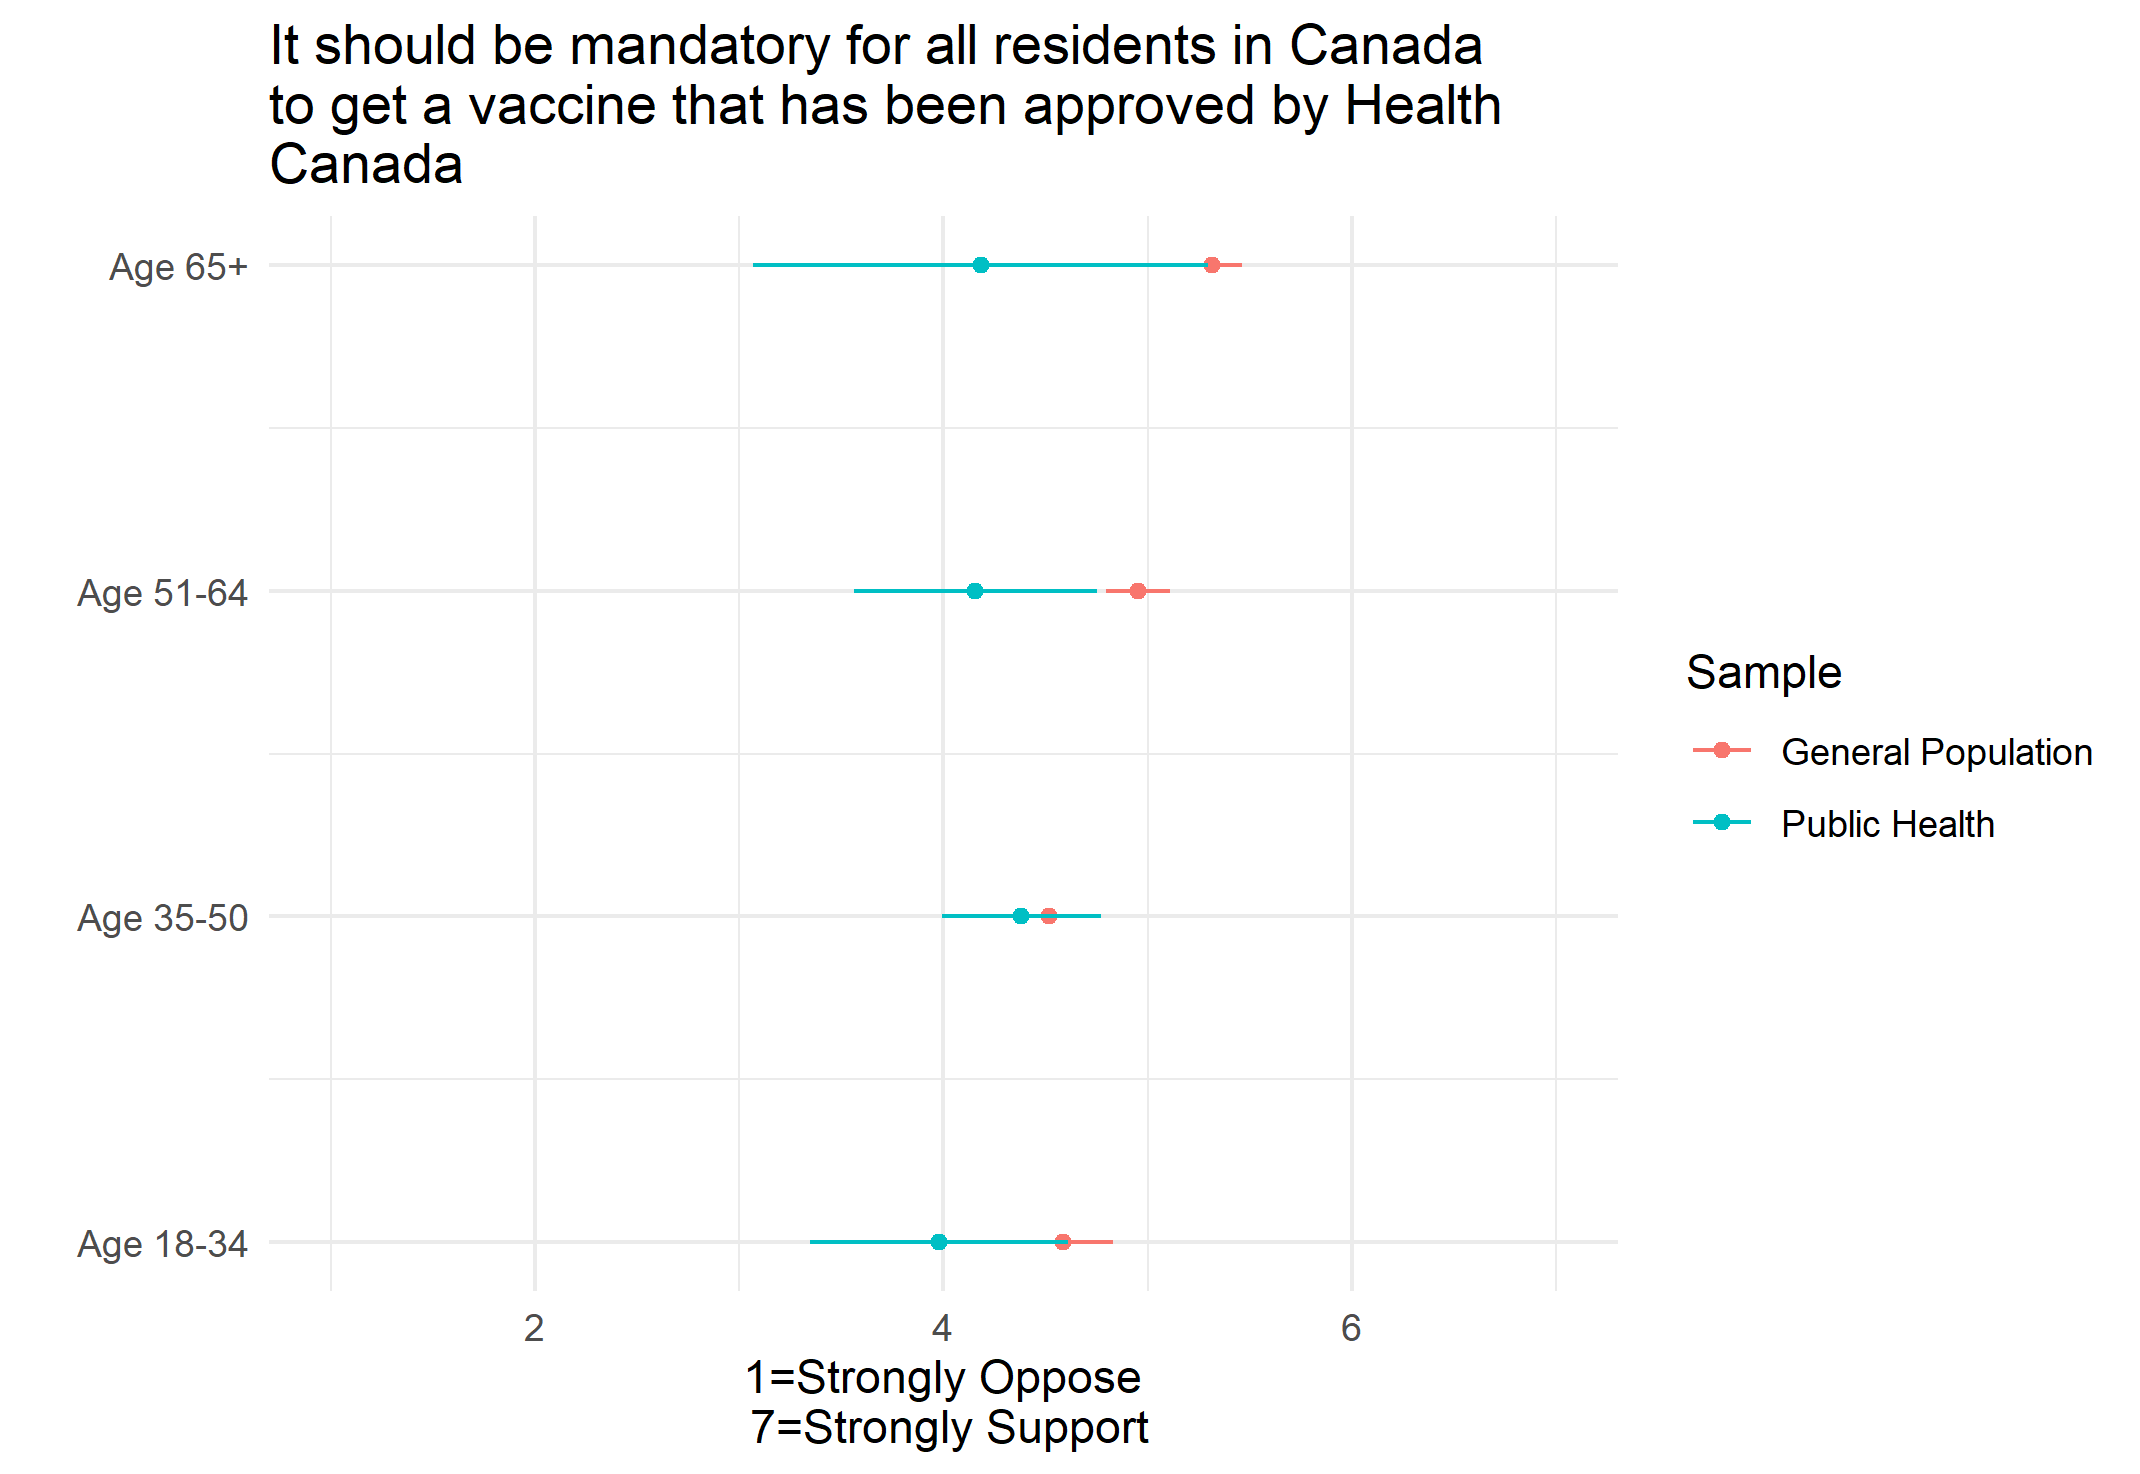 It should be mandatory for all residents in Canada
to get a vaccine that has been approved by Health
Canada
Age 65+
Age 51-64
Age 35-50
Age 18-34
2
4
6
1=Strongly Oppose
7=Strongly Support
Sample
General Population
Public Health